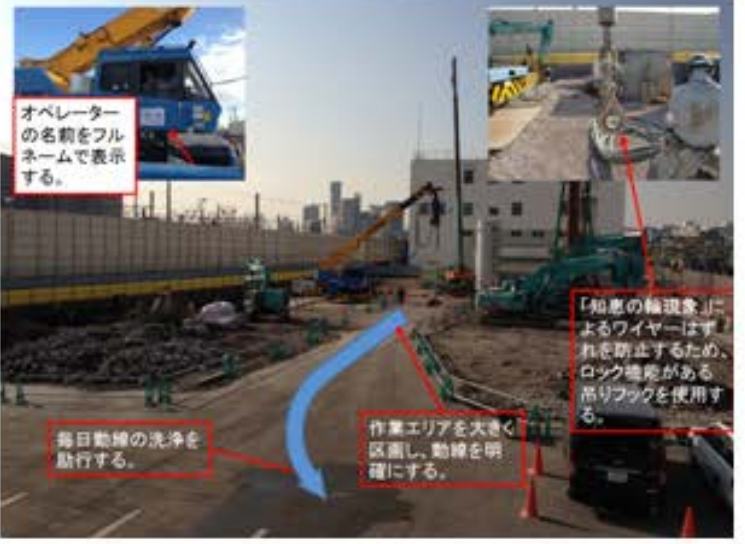 オペレーター
の名前をフル
ネームで表示
する。
「知恵の輪現象」に
よるワイヤーはず
れを防止するため、
ロック機能がある
吊りフックを使用す
る。
毎日動線の洗浄を
励行する。
作業エリアを大きく
区画し、動線を明
確にする。